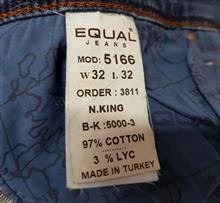 EQUAL
JEANS
MOD: 5166
W 32 L 32
ORDER : 3811
N.KING
B-K :5000-3
97% COTTON
3 % LYC
MADE IN TURKEY